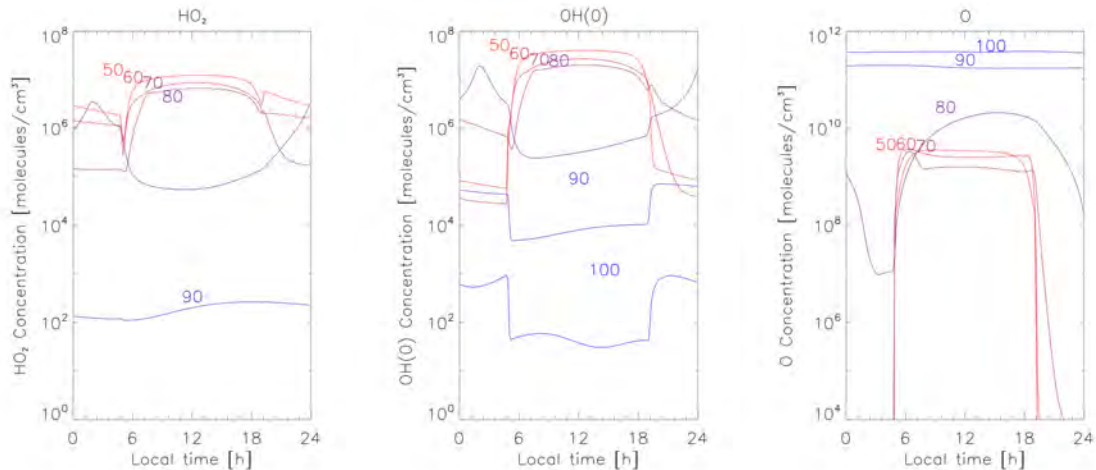 HO₂
HO₂ Concentration [molecules/cm³]
10⁸
10⁶
10⁴
10²
10⁰
50 60 70
80
90
0 6 12 18 24
Local time [h]
OH(0)
OH(0) Concentration [molecules/cm³]
10⁸
10⁶
10⁴
10²
10⁰
50 60 70 80
90
100
0 6 12 18 24
Local time [h]
O
O Concentration [molecules/cm³]
10¹²
10¹⁰
10⁸
10⁶
10⁴
100
90
80
50 60 70
0 6 12 18 24
Local time [h]